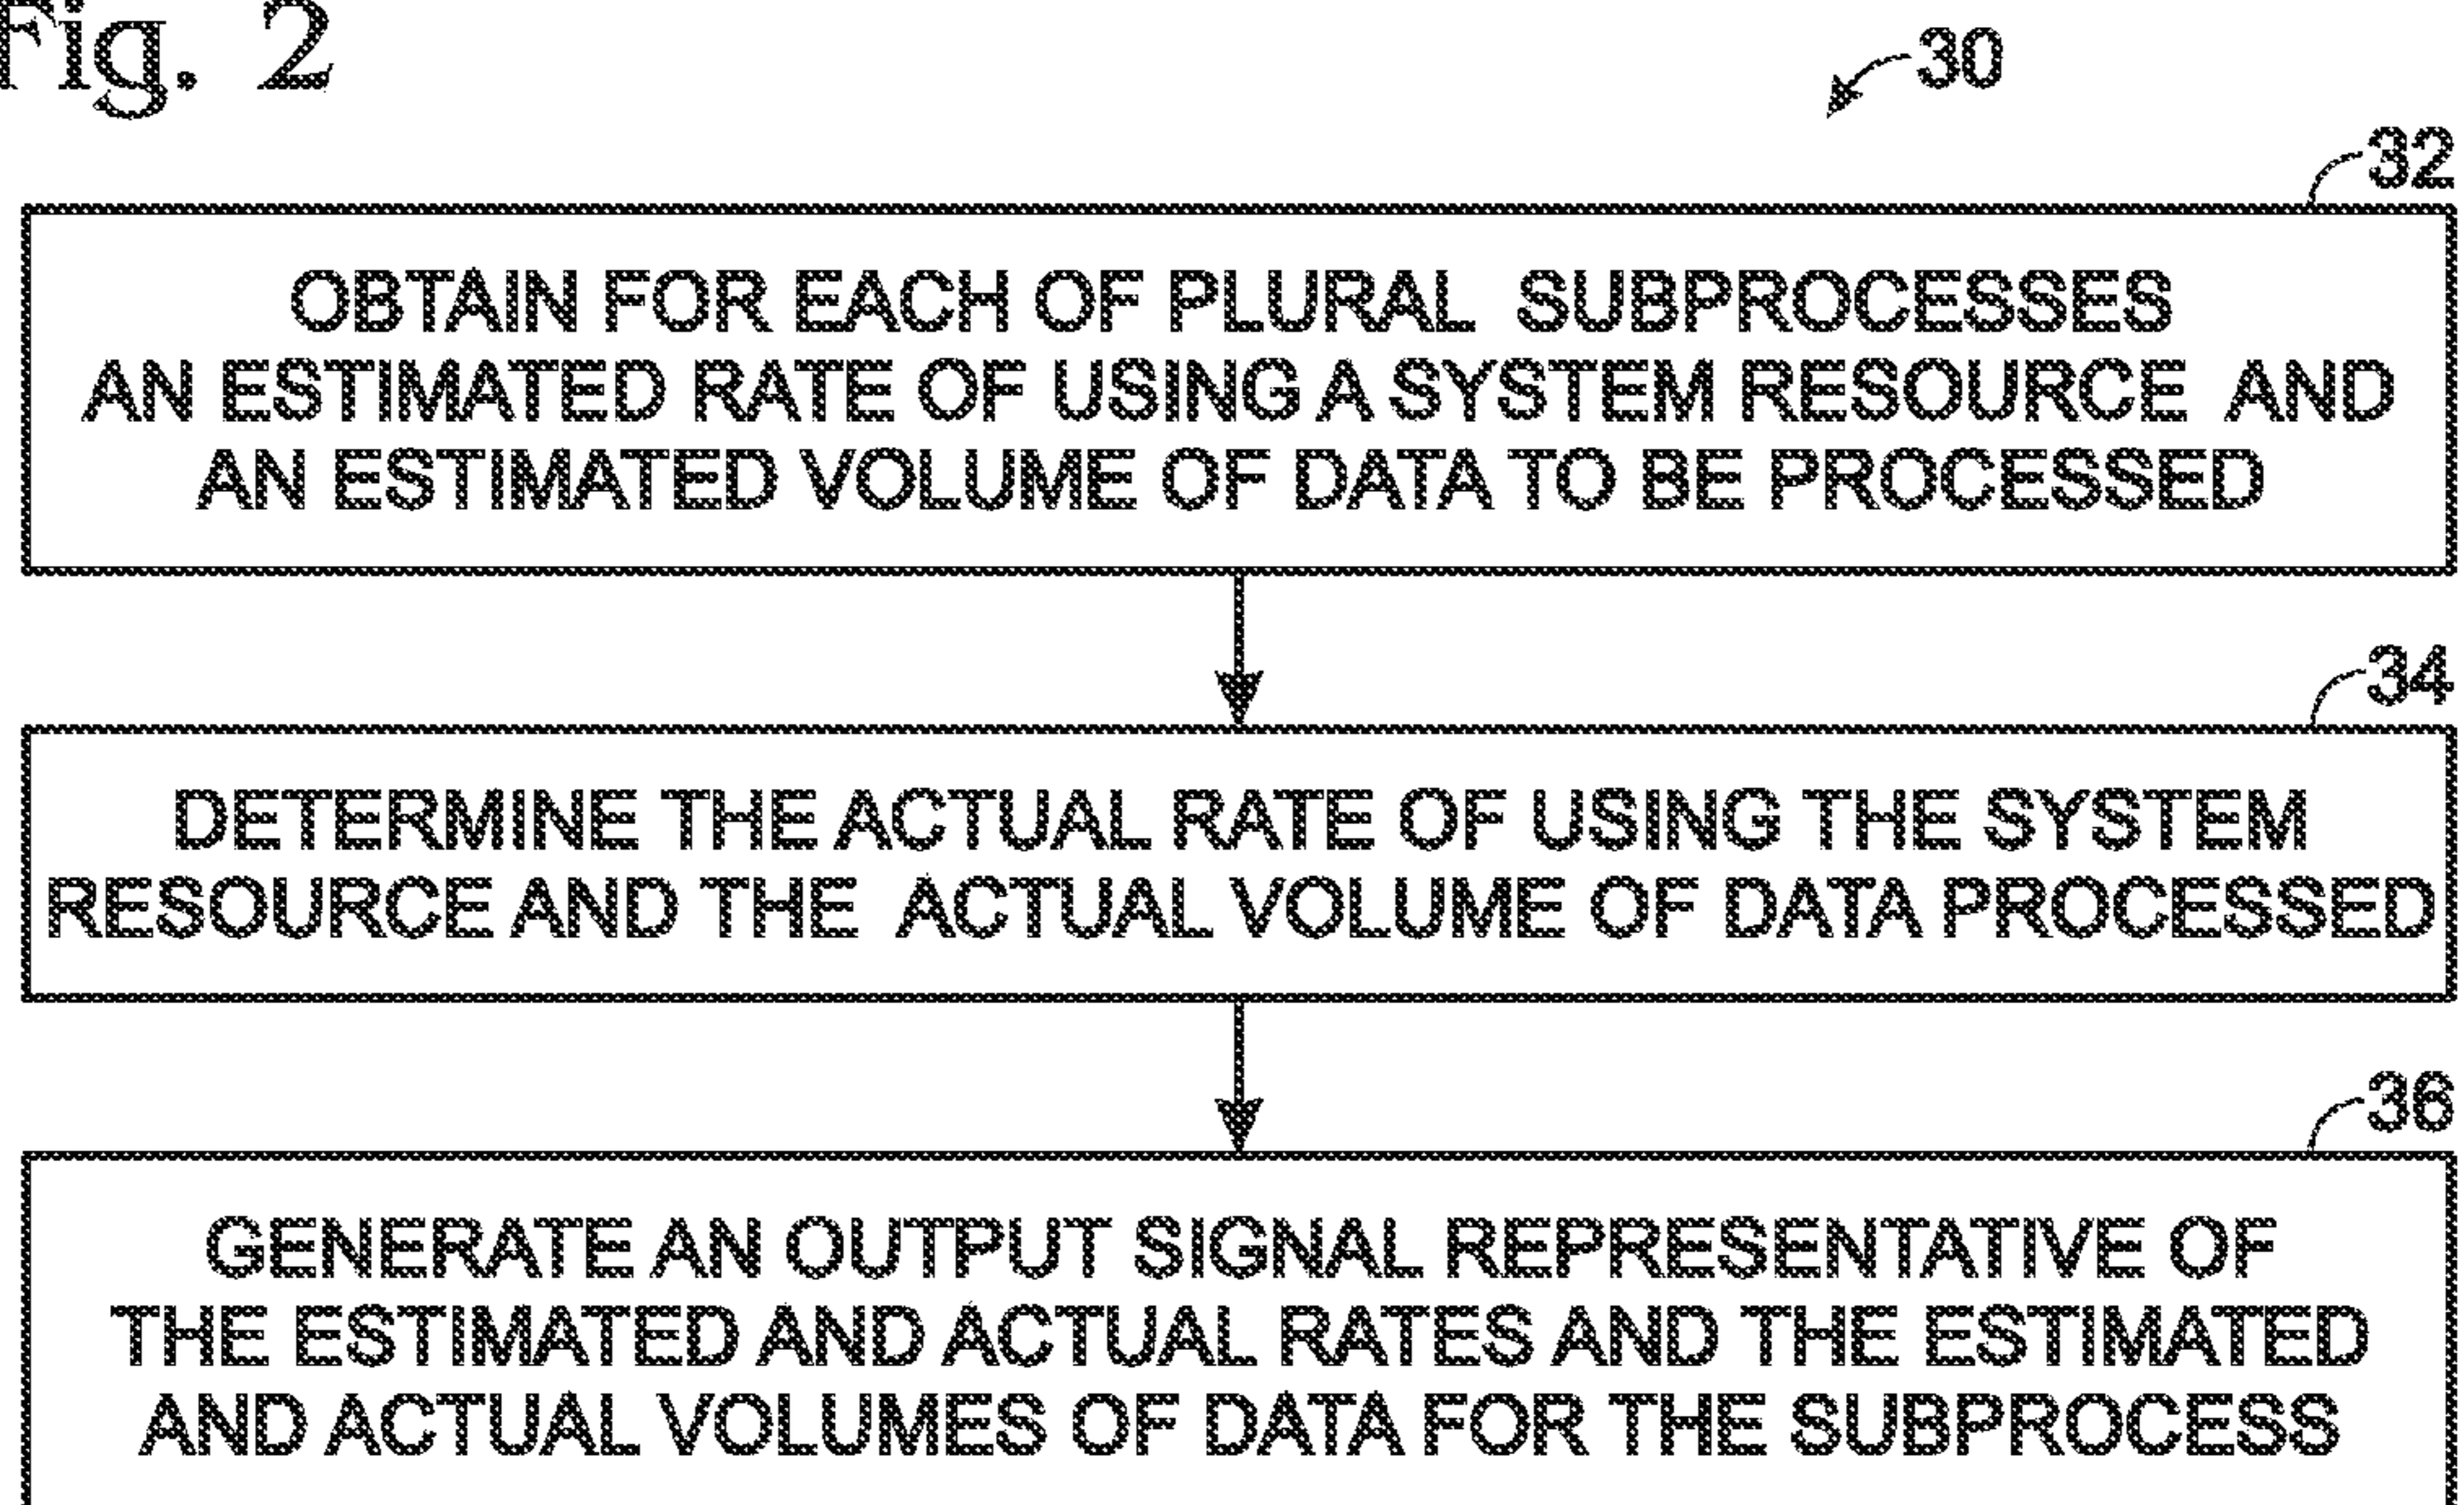 Fig. 2
30
32
OBTAIN FOR EACH OF PLURAL SUBPROCESSES
AN ESTIMATED RATE OF USING A SYSTEM RESOURCE AND
AN ESTIMATED VOLUME OF DATA TO BE PROCESSED
34
DETERMINE THE ACTUAL RATE OF USING THE SYSTEM
RESOURCE AND THE ACTUAL VOLUME OF DATA PROCESSED
36
GENERATE AN OUTPUT SIGNAL REPRESENTATIVE OF
THE ESTIMATED AND ACTUAL RATES AND THE ESTIMATED
AND ACTUAL VOLUMES OF DATA FOR THE SUBPROCESS